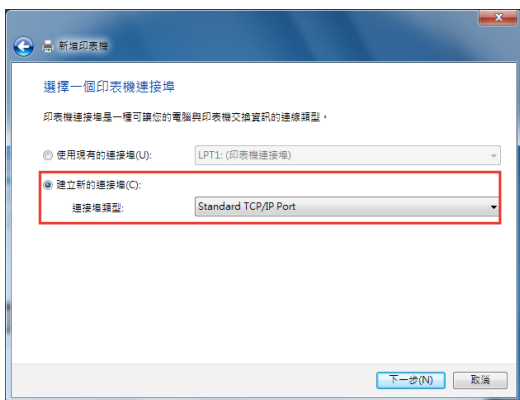 新增印表機
選擇一個印表機連接埠
印表機連接埠是一種可讓您的電腦與印表機交換資訊的連線類型。
使用現有的連接埠(U): LPT1: (印表機連接埠)
建立新的連接埠(C):
連接埠類型: Standard TCP/IP Port
下一步(N) 取消